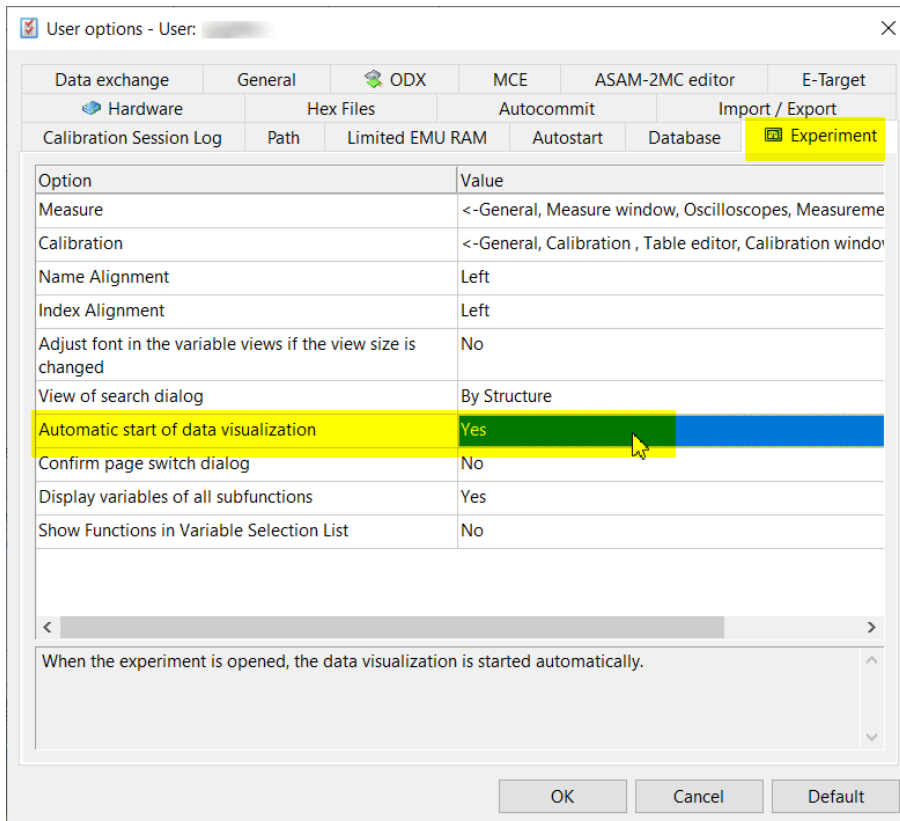 User options - User:
Data exchange General ODX MCE ASAM-2MC editor E-Target
Hardware Hex Files Autocommit Import / Export
Calibration Session Log Path Limited EMU RAM Autostart Database Experiment
Option Value
Measure <-General, Measure window, Oscilloscopes, Measureme
Calibration <-General, Calibration , Table editor, Calibration windo
Name Alignment Left
Index Alignment Left
Adjust font in the variable views if the view size is No
changed
View of search dialog By Structure
Automatic start of data visualization Yes
Confirm page switch dialog No
Display variables of all subfunctions Yes
Show Functions in Variable Selection List No
When the experiment is opened, the data visualization is started automatically.
OK Cancel Default